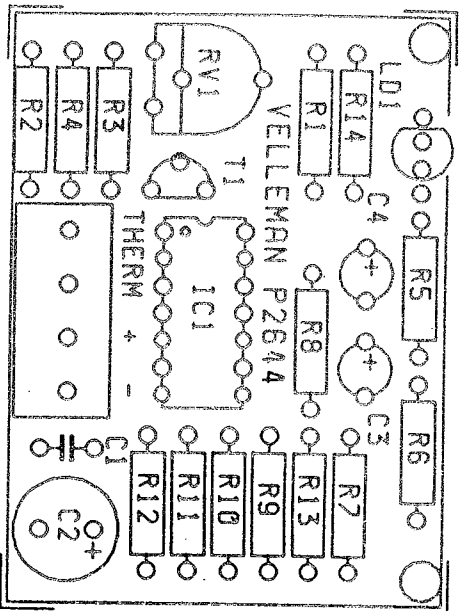 R2
R4
R3
RV1
R1
R14
LD1
T1
VELLEMAN P2644
C4
R5
THERM + -
IC1
R8
+
+
C3
R6
C1
C2
+
R12
R11
R10
R9
R13
R7